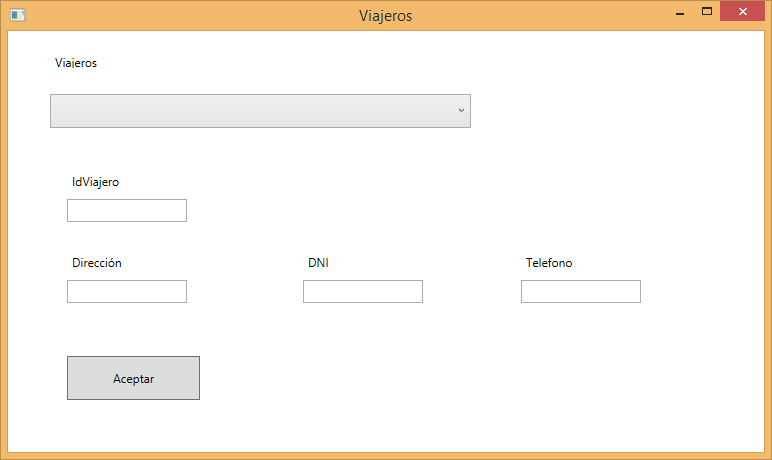 Viajeros
Viajeros
IdViajero
Dirección
DNI
Telefono
Aceptar